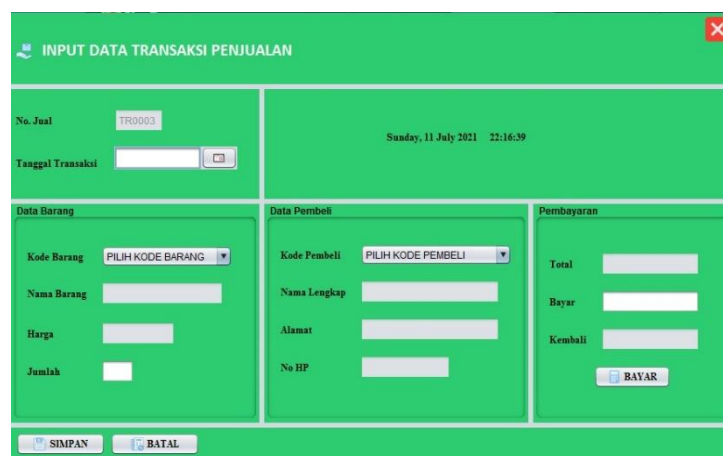 INPUT DATA TRANSAKSI PENJUALAN
No. Jual
TR0003
Tanggal Transaksi
Sunday, 11 July 2021 22:16:39
Data Barang
Kode Barang
PILIH KODE BARANG
Nama Barang
Harga
Jumlah
Data Pembeli
Kode Pembeli
PILIH KODE PEMBELI
Nama Lengkap
Alamat
No HP
Pembayaran
Total
Bayar
Kembali
BAYAR
SIMPAN
BATAL